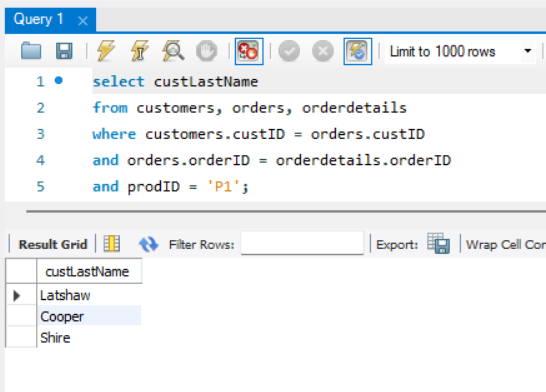 Query 1
Limit to 1000 rows
1 select custLastName
2 from customers, orders, orderdetails
3 where customers.custID = orders.custID
4 and orders.orderID = orderdetails.orderID
5 and prodID = 'P1';
Result Grid Filter Rows: Export: Wrap Cell Con
custLastName
Latshaw
Cooper
Shire